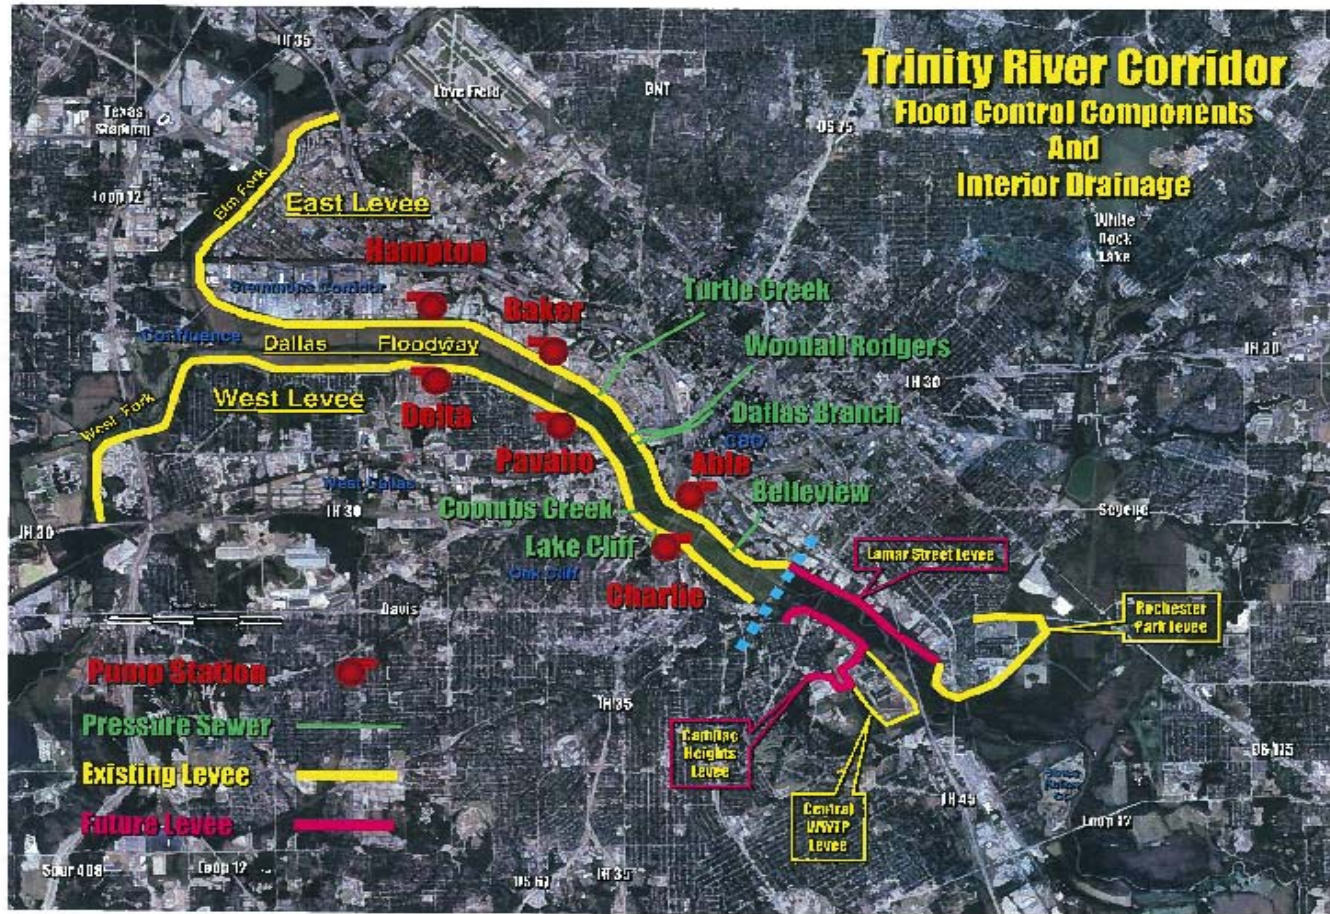 Trinity River Corridor
Flood Control Components
And
Interior Drainage
IH 35
Love Field
DNT
US 75
Texas
Stadium
Loop 12
Elm Fork
East Levee
White
Rock
Lake
Hampton
Stemmons Corridor
Turtle Creek
Baker
Confluence
Dallas Floodway
Woodall Rodgers
IH 30
IH 30
West Levee
West Fork
Delta
Dallas Branch
CBD
Pavaho
Able
West Dallas
Belleview
IH 30
IH 30
Coombs Creek
Scyene
Lake Cliff
Lamar Street Levee
Oak Cliff
Charlie
Davis
Rochester
Park Levee
Pump Station
IH 35
Pressure Sewer
Cadillac
Heights
Levee
US 175
Existing Levee
Central
WWTP
Levee
IH 45
Loop 12
Future Levee
Spur 408
Loop 12
US 67
IH 35